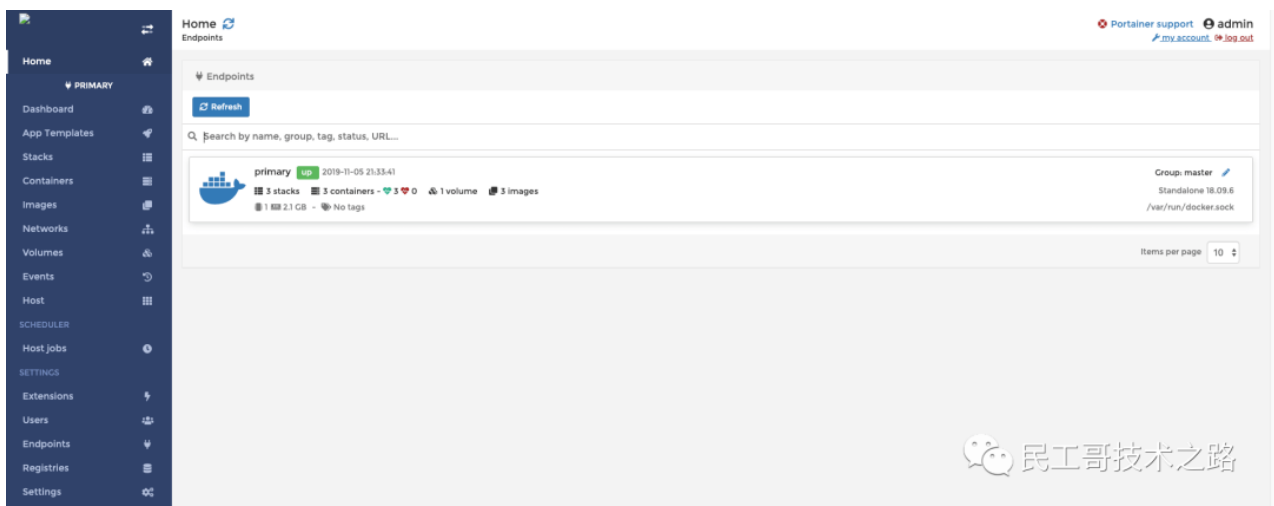 Home
Endpoints
Portainer support admin
my account log out
Home
PRIMARY
Dashboard
App Templates
Stacks
Containers
Images
Networks
Volumes
Events
Host
SCHEDULER
Host jobs
SETTINGS
Extensions
Users
Endpoints
Registries
Settings
Endpoints
Refresh
Search by name, group, tag, status, URL...
primary up 2019-11-05 21:33:41
3 stacks 3 containers - 3 0 1 volume 3 images
1 2.1 GB - No tags
Group: master
Standalone 18.09.6
/var/run/docker.sock
Items per page 10
民工哥技术之路